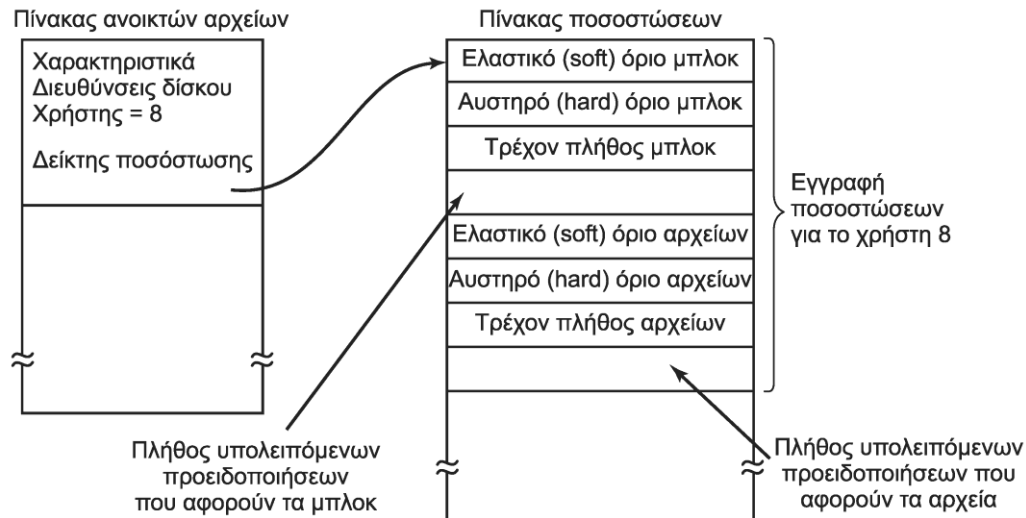 Πίνακας ανοικτών αρχείων
Χαρακτηριστικά
Διευθύνσεις δίσκου
Χρήστης = 8
Δείκτης ποσόστωσης
Πίνακας ποσοστώσεων
Ελαστικό (soft) όριο μπλοκ
Αυστηρό (hard) όριο μπλοκ
Τρέχον πλήθος μπλοκ
Ελαστικό (soft) όριο αρχείων
Αυστηρό (hard) όριο αρχείων
Τρέχον πλήθος αρχείων
Εγγραφή
ποσοστώσεων
για το χρήστη 8
Πλήθος υπολειπόμενων
προειδοποιήσεων
που αφορούν τα μπλοκ
Πλήθος υπολειπόμενων
προειδοποιήσεων που
αφορούν τα αρχεία